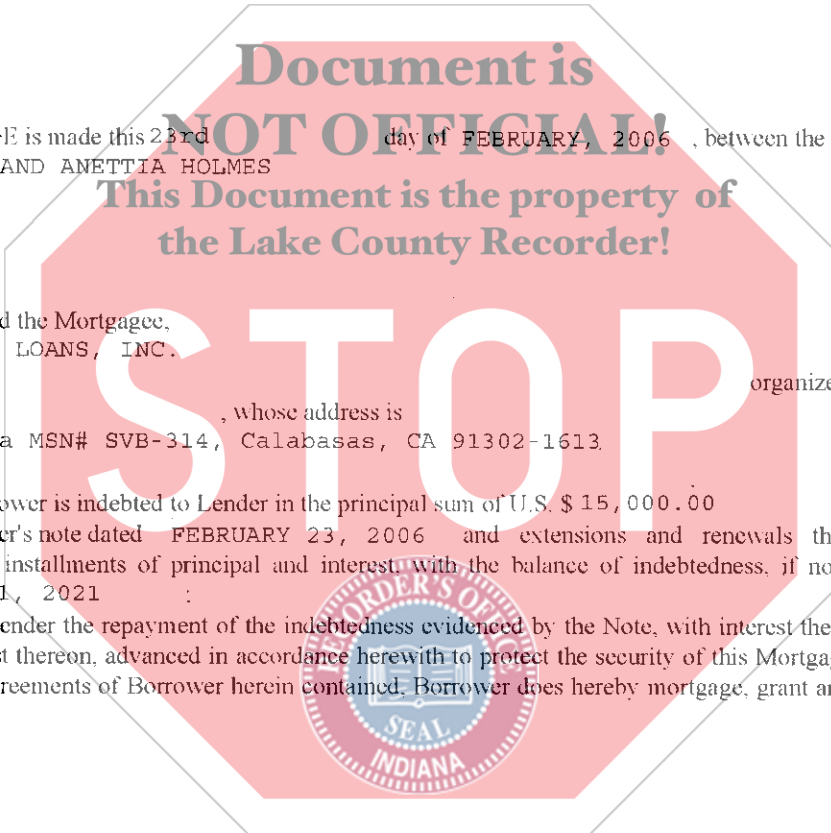 Document is
NOT OFFICIAL!
E is made this 23rd day of FEBRUARY, 2006 , between the
AND ANETTIA HOLMES
This Document is the property of
the Lake County Recorder!
STOP
d the Mortgagee,
LOANS, INC.
organize
, whose address is
a MSN# SVB-314, Calabasas, CA 91302-1613
ower is indebted to Lender in the principal sum of U.S. $ 15,000.00
er's note dated FEBRUARY 23, 2006 and extensions and renewals th
installments of principal and interest, with the balance of indebtedness, if no
1, 2021 :
ender the repayment of the indebtedness evidenced by the Note, with interest the
t thereon, advanced in accordance herewith to protect the security of this Mortga
reements of Borrower herein contained, Borrower does hereby mortgage, grant a
RECORDER'S OFFICE
SEAL
INDIANA